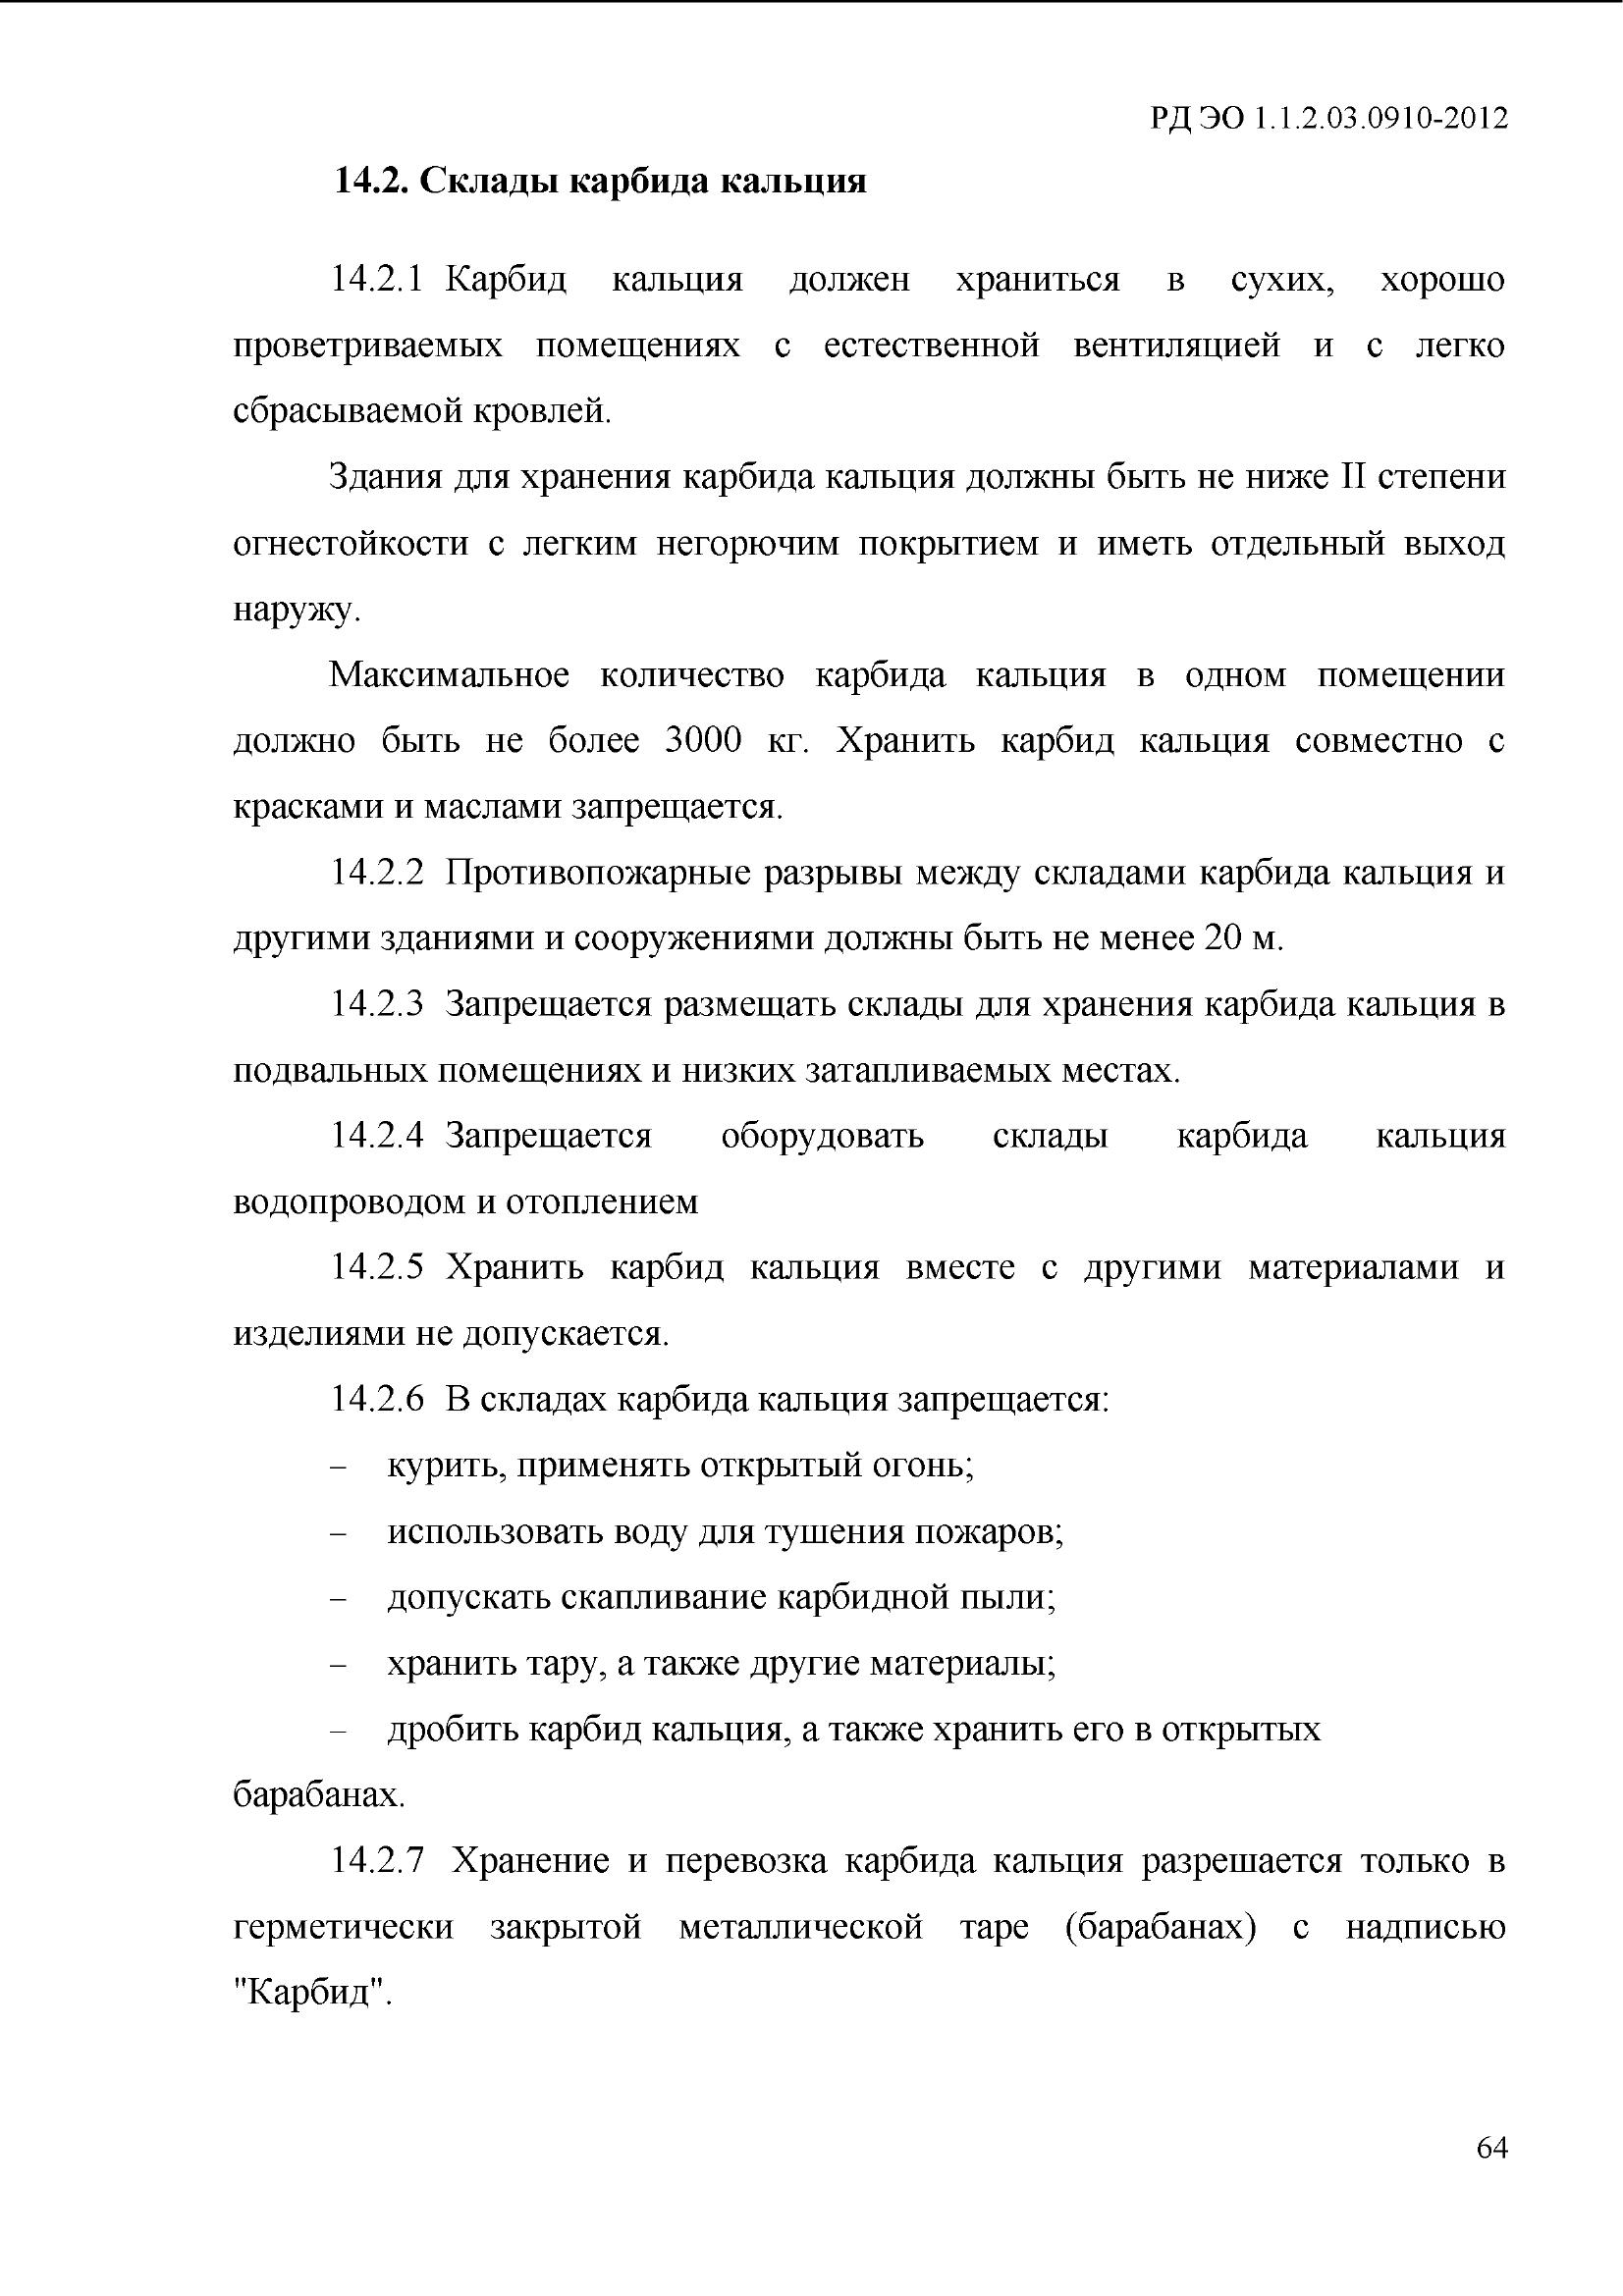 РД ЭО 1.1.2.03.0910-2012
14.2. Склады карбида кальция
14.2.1 Карбид кальция должен храниться в сухих, хорошо
проветриваемых помещениях с естественной вентиляцией и с легко
сбрасываемой кровлей.
Здания для хранения карбида кальция должны быть не ниже II степени
огнестойкости с легким негорючим покрытием и иметь отдельный выход
наружу.
Максимальное количество карбида кальция в одном помещении
должно быть не более 3000 кг. Хранить карбид кальция совместно с
красками и маслами запрещается.
14.2.2 Противопожарные разрывы между складами карбида кальция и
другими зданиями и сооружениями должны быть не менее 20 м.
14.2.3 Запрещается размещать склады для хранения карбида кальция в
подвальных помещениях и низких затапливаемых местах.
14.2.4 Запрещается оборудовать склады карбида кальция
водопроводом и отоплением
14.2.5 Хранить карбид кальция вместе с другими материалами и
изделиями не допускается.
14.2.6 В складах карбида кальция запрещается:
– курить, применять открытый огонь;
– использовать воду для тушения пожаров;
– допускать скапливание карбидной пыли;
– хранить тару, а также другие материалы;
– дробить карбид кальция, а также хранить его в открытых
барабанах.
14.2.7 Хранение и перевозка карбида кальция разрешается только в
герметически закрытой металлической таре (барабанах) с надписью
"Карбид".
64